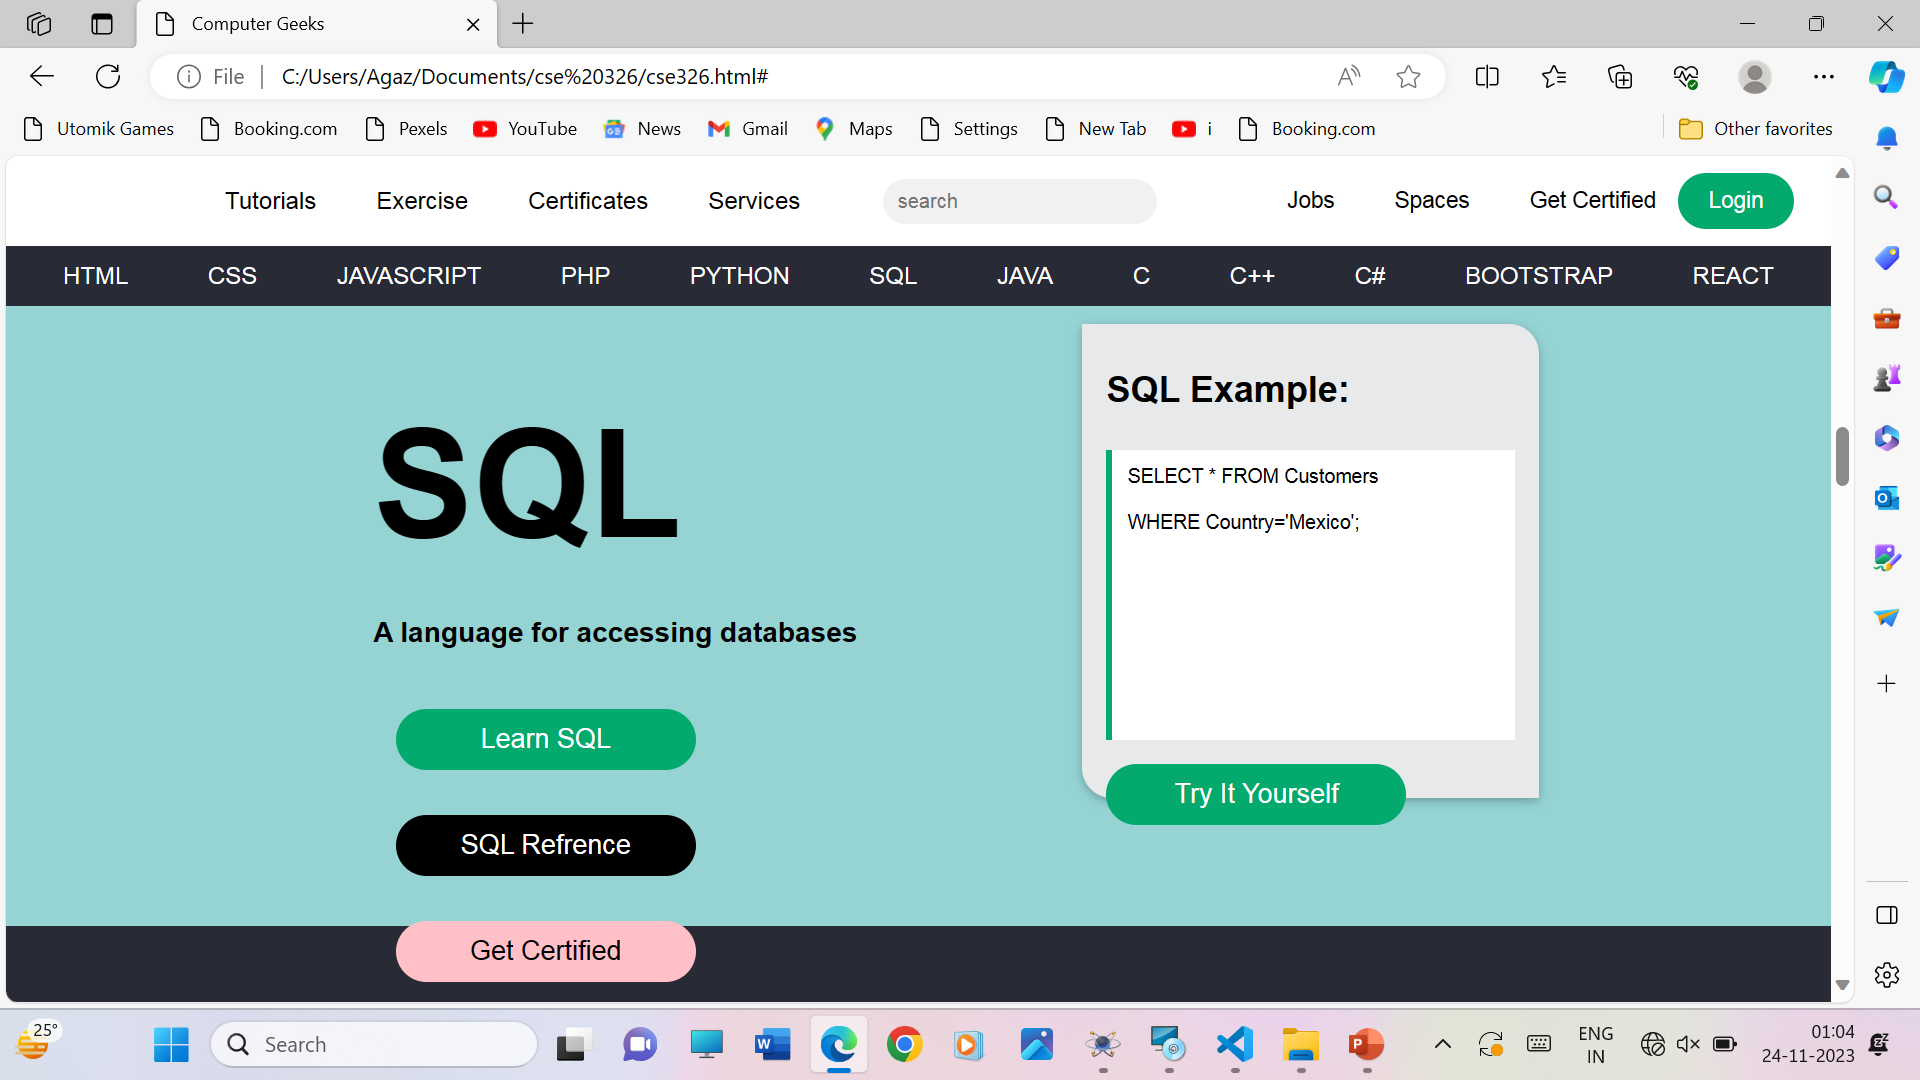 Computer Geeks
File C:/Users/Agaz/Documents/cse%20326/cse326.html#
Utomik Games Booking.com Pexels YouTube News Gmail Maps Settings New Tab i Booking.com Other favorites
Tutorials Exercise Certificates Services search Jobs Spaces Get Certified Login
HTML CSS JAVASCRIPT PHP PYTHON SQL JAVA C C++ C# BOOTSTRAP REACT
SQL
A language for accessing databases
Learn SQL
SQL Refrence
Get Certified
SQL Example:
SELECT * FROM Customers
WHERE Country='Mexico';
Try It Yourself
25°
Search
ENG
IN
01:04
24-11-2023